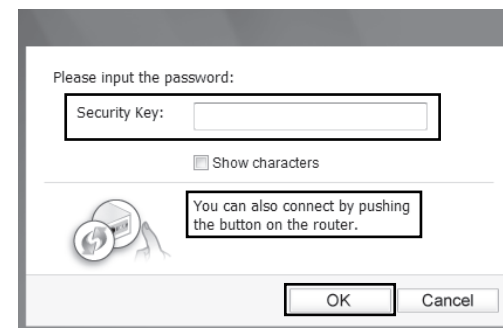 Please input the password:
Security Key:
Show characters
You can also connect by pushing
the button on the router.
OK
Cancel